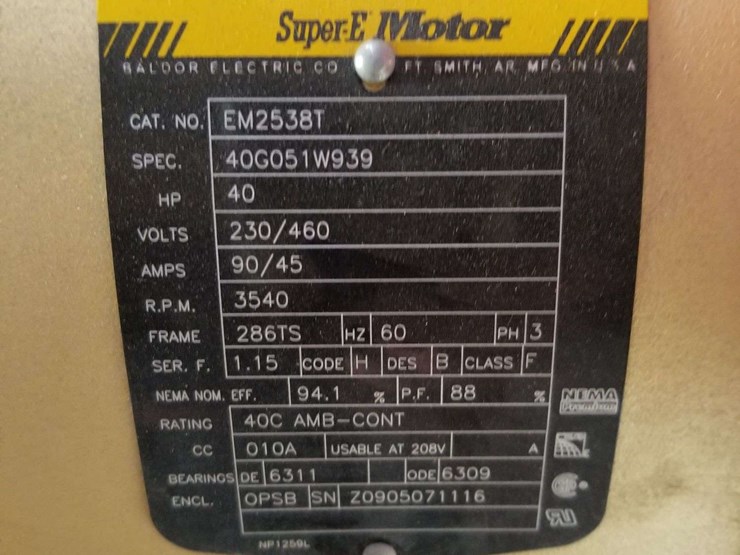 Super-E Motor
BALDOR ELECTRIC CO FT. SMITH, AR. MFG. IN U.S.A
CAT. NO. EM2538T
SPEC. 40G051W939
HP 40
VOLTS 230/460
AMPS 90/45
R.P.M. 3540
FRAME 286TS HZ 60 PH 3
SER. F. 1.15 CODE H DES B CLASS F
NEMA NOM. EFF. 94.1 % P.F. 88 %
NEMA
Premium
RATING 40C AMB-CONT
CC 010A USABLE AT 208V A
BEARINGS DE 6311 ODE 6309
ENCL. OPSB SN Z0905071116
NP1259L